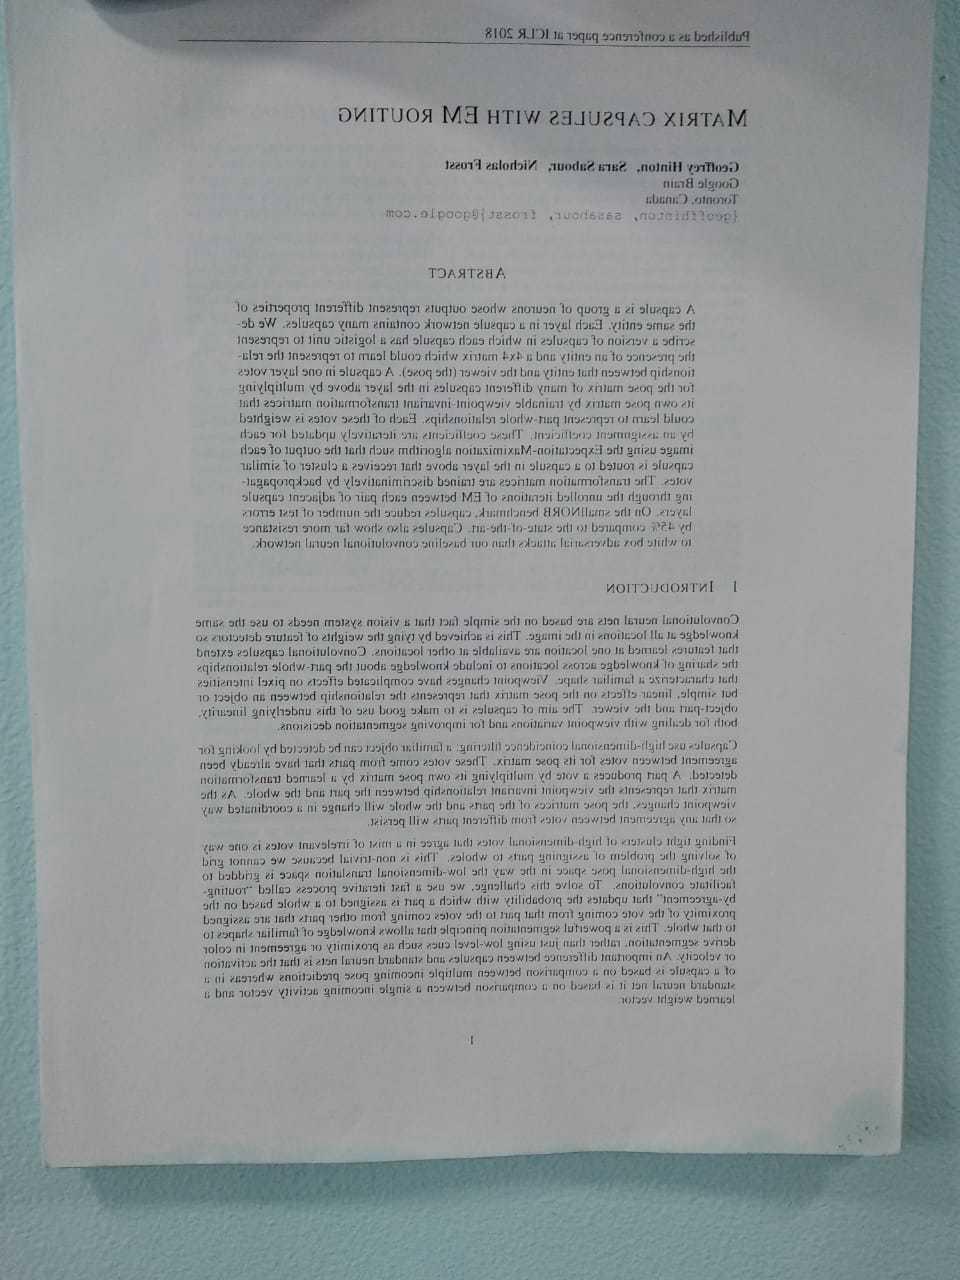 Published as a conference paper at ICLR 2018
MATRIX CAPSULES WITH EM ROUTING
Geoffrey Hinton, Sara Sabour, Nicholas Frosst
Google Brain
Toronto, Canada
{geoffhinton, sasabour, frosst}@google.com
ABSTRACT
A capsule is a group of neurons whose outputs represent different properties of
the same entity. Each layer in a capsule network contains many capsules. We de-
scribe a version of capsules in which each capsule has a logistic unit to represent
the presence of an entity and a 4x4 matrix which could learn to represent the rela-
tionship between that entity and the viewer (the pose). A capsule in one layer votes
for the pose matrix of many different capsules in the layer above by multiplying
its own pose matrix by trainable viewpoint-invariant transformation matrices that
could learn to represent part-whole relationships. Each of these votes is weighted
by an assignment coefficient. These coefficients are iteratively updated for each
image using the Expectation-Maximization algorithm such that the output of each
capsule is routed to a capsule in the layer above that receives a cluster of similar
votes. The transformation matrices are trained discriminatively by backpropagat-
ing through the unrolled iterations of EM between each pair of adjacent capsule
layers. On the smallNORB benchmark, capsules reduce the number of test errors
by 45% compared to the state-of-the-art. Capsules also show far more resistance
to white box adversarial attacks than our baseline convolutional neural network.
1 INTRODUCTION
Convolutional neural nets are based on the simple fact that a vision system needs to use the same
knowledge at all locations in the image. This is achieved by tying the weights of feature detectors so
that features learned at one location are available at other locations. Convolutional capsules extend
the sharing of knowledge across locations to include knowledge about the part-whole relationships
that characterize a familiar shape. Viewpoint changes have complicated effects on pixel intensities
but simple, linear effects on the pose matrix that represents the relationship between an object or
object-part and the viewer. The aim of capsules is to make good use of this underlying linearity,
both for dealing with viewpoint variations and for improving segmentation decisions.
Capsules use high-dimensional coincidence filtering: a familiar object can be detected by looking for
agreement between votes for its pose matrix. These votes come from parts that have already been
detected. A part produces a vote by multiplying its own pose matrix by a learned transformation
matrix that represents the viewpoint invariant relationship between the part and the whole. As the
viewpoint changes, the pose matrices of the parts and the whole will change in a coordinated way
so that any agreement between votes from different parts will persist.
Finding tight clusters of high-dimensional votes that agree in a mist of irrelevant votes is one way
of solving the problem of assigning parts to wholes. This is non-trivial because we cannot grid
the high-dimensional pose space in the way the low-dimensional translation space is gridded to
facilitate convolutions. To solve this challenge, we use a fast iterative process called "routing-
by-agreement" that updates the probability with which a part is assigned to a whole based on the
proximity of the vote coming from that part to the votes coming from other parts that are assigned
to that whole. This is a powerful segmentation principle that allows knowledge of familiar shapes to
derive segmentation, rather than just using low-level cues such as proximity or agreement in color
or velocity. An important difference between capsules and standard neural nets is that the activation
of a capsule is based on a comparison between multiple incoming pose predictions whereas in a
standard neural net it is based on a comparison between a single incoming activity vector and a
learned weight vector.
1